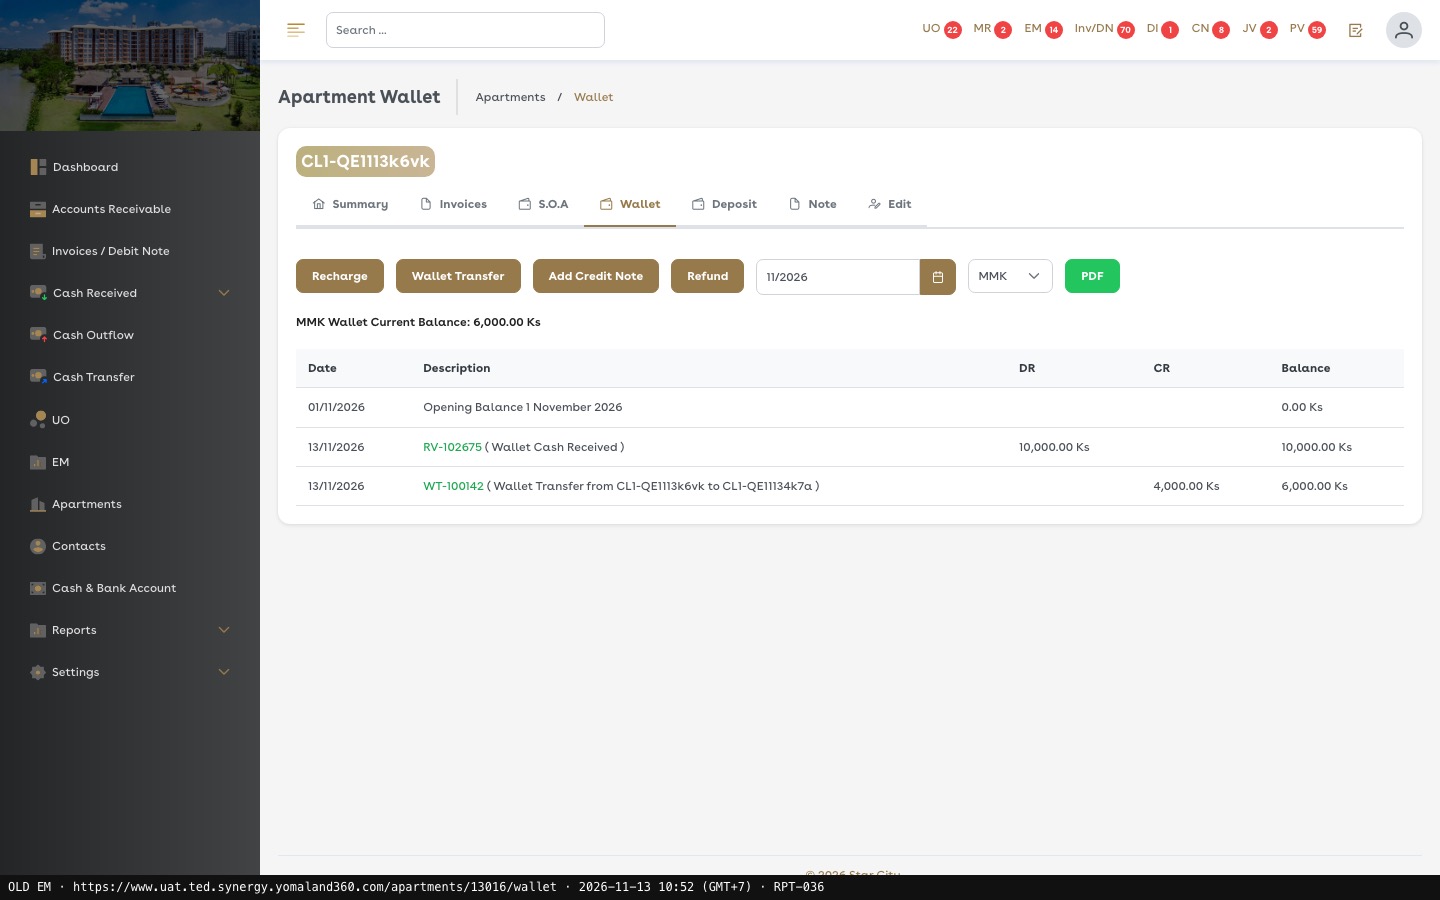 Search ...
UO 22 MR 2 EM 14 Inv/DN 70 DI 1 CN 8 JV 2 PV 59
Apartment Wallet
Apartments / Wallet
Dashboard
Accounts Receivable
Invoices / Debit Note
Cash Received
Cash Outflow
Cash Transfer
UO
EM
Apartments
Contacts
Cash & Bank Account
Reports
Settings
CL1-QE1113k6vk
Summary Invoices S.O.A Wallet Deposit Note Edit
Recharge Wallet Transfer Add Credit Note Refund 11/2026 MMK PDF
MMK Wallet Current Balance: 6,000.00 Ks
Date Description DR CR Balance
01/11/2026 Opening Balance 1 November 2026 0.00 Ks
13/11/2026 RV-102675 ( Wallet Cash Received ) 10,000.00 Ks 10,000.00 Ks
13/11/2026 WT-100142 ( Wallet Transfer from CL1-QE1113k6vk to CL1-QE11134k7a ) 4,000.00 Ks 6,000.00 Ks
© 2026 Star City
OLD EM · https://www.uat.ted.synergy.yomaland360.com/apartments/13016/wallet · 2026-11-13 10:52 (GMT+7) · RPT-036